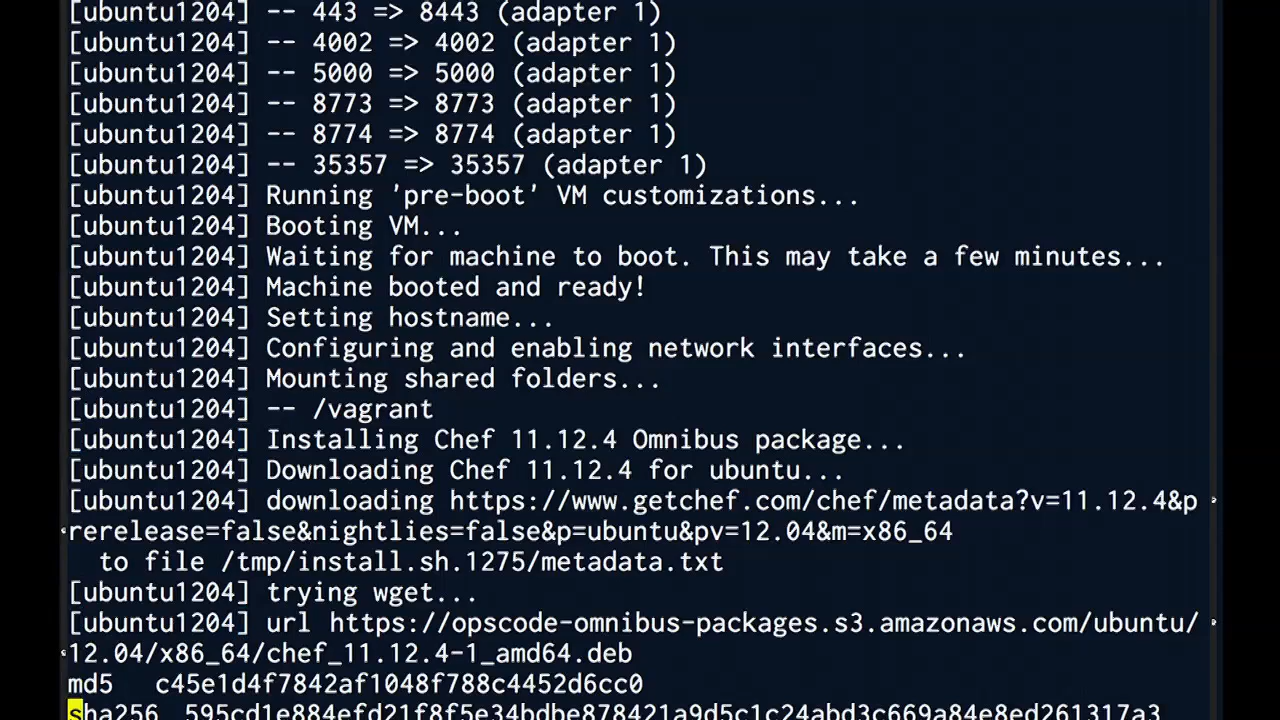 [ubuntu1204] -- 443 => 8443 (adapter 1)
[ubuntu1204] -- 4002 => 4002 (adapter 1)
[ubuntu1204] -- 5000 => 5000 (adapter 1)
[ubuntu1204] -- 8773 => 8773 (adapter 1)
[ubuntu1204] -- 8774 => 8774 (adapter 1)
[ubuntu1204] -- 35357 => 35357 (adapter 1)
[ubuntu1204] Running 'pre-boot' VM customizations...
[ubuntu1204] Booting VM...
[ubuntu1204] Waiting for machine to boot. This may take a few minutes...
[ubuntu1204] Machine booted and ready!
[ubuntu1204] Setting hostname...
[ubuntu1204] Configuring and enabling network interfaces...
[ubuntu1204] Mounting shared folders...
[ubuntu1204] -- /vagrant
[ubuntu1204] Installing Chef 11.12.4 Omnibus package...
[ubuntu1204] Downloading Chef 11.12.4 for ubuntu...
[ubuntu1204] downloading https://www.getchef.com/chef/metadata?v=11.12.4&p
rerelease=false&nightlies=false&p=ubuntu&pv=12.04&m=x86_64
to file /tmp/install.sh.1275/metadata.txt
[ubuntu1204] trying wget...
[ubuntu1204] url https://opscode-omnibus-packages.s3.amazonaws.com/ubuntu/
12.04/x86_64/chef_11.12.4-1_amd64.deb
md5 c45e1d4f7842af1048f788c4452d6cc0
sha256 595cd1e884efd21f8f5e34bdbe878421a9d5c1c24abd3c669a84e8ed261317a3